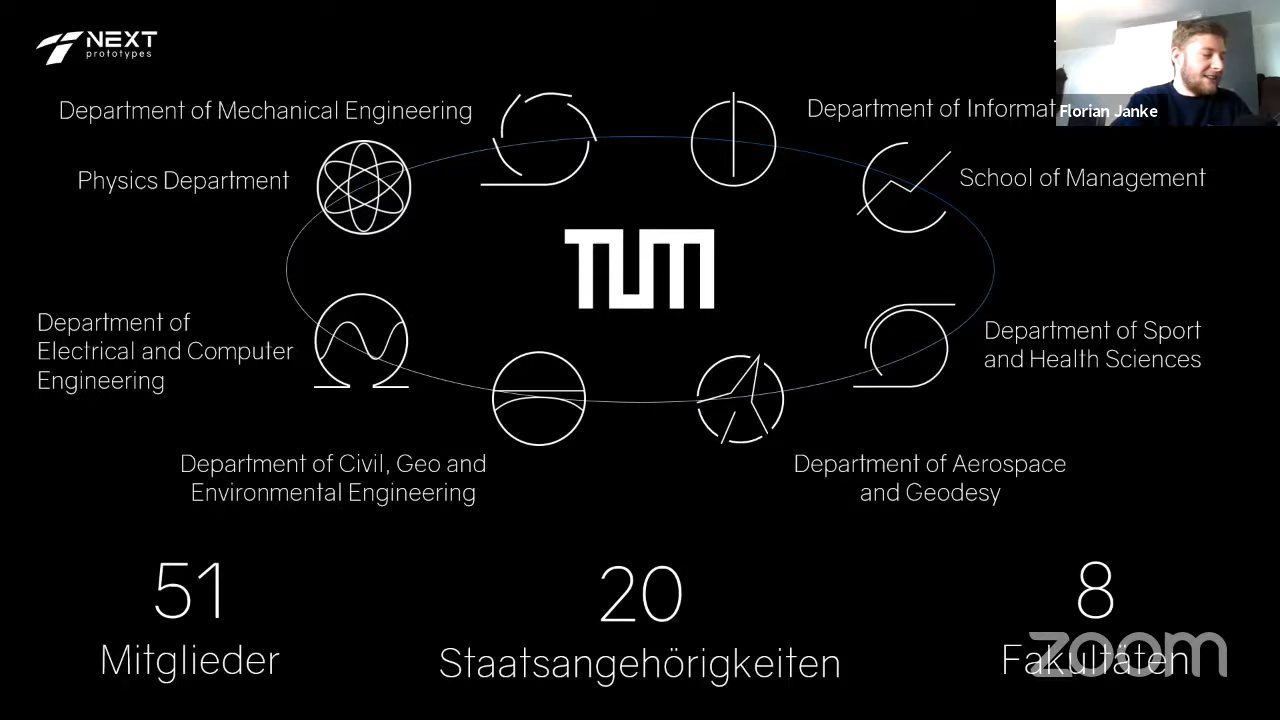 NEXT
prototypes
Department of Mechanical Engineering
Department of Informat
Florian Janke
Physics Department
School of Management
TUM
Department of
Electrical and Computer
Engineering
Department of Sport
and Health Sciences
Department of Civil, Geo and
Environmental Engineering
Department of Aerospace
and Geodesy
51
Mitglieder
20
Staatsangehörigkeiten
8
Fakultäten
zoom